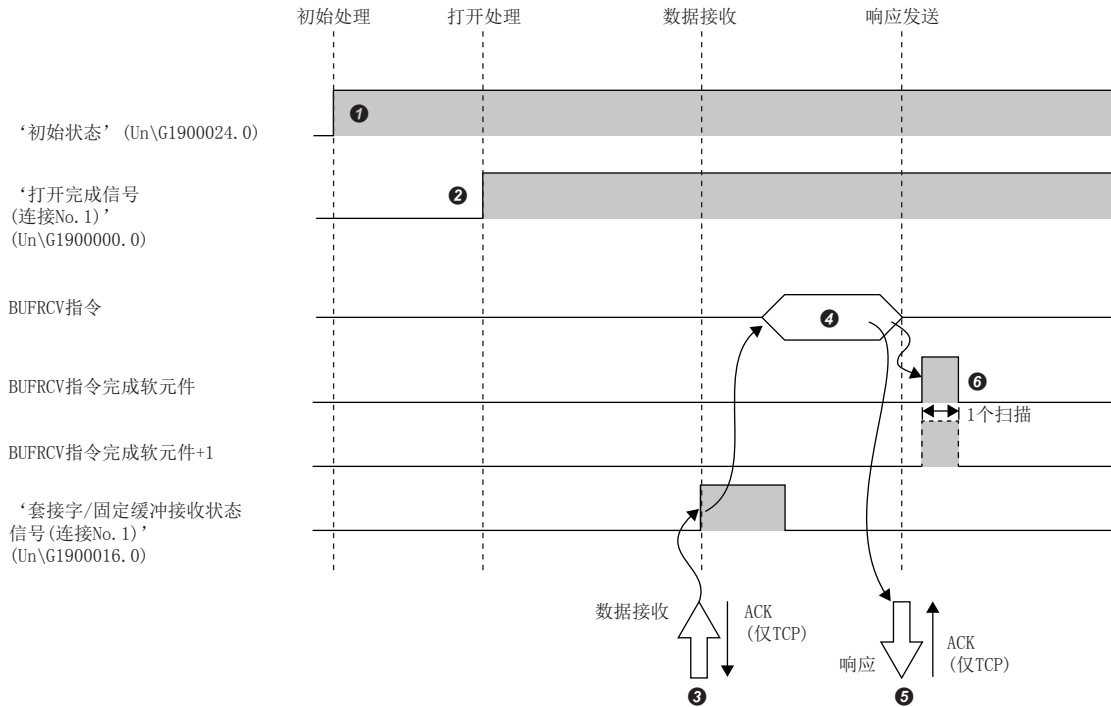 初始处理
打开处理
数据接收
响应发送
❶
‘初始状态’(Un\G1900024.0)
❷
‘打开完成信号
(连接No.1)’
(Un\G1900000.0)
BUFRCV指令
❹
BUFRCV指令完成软元件
❻
1个扫描
BUFRCV指令完成软元件+1
‘套接字/固定缓冲接收状态
信号(连接No.1)’
(Un\G1900016.0)
数据接收
ACK
(仅TCP)
❸
响应
ACK
(仅TCP)
❺